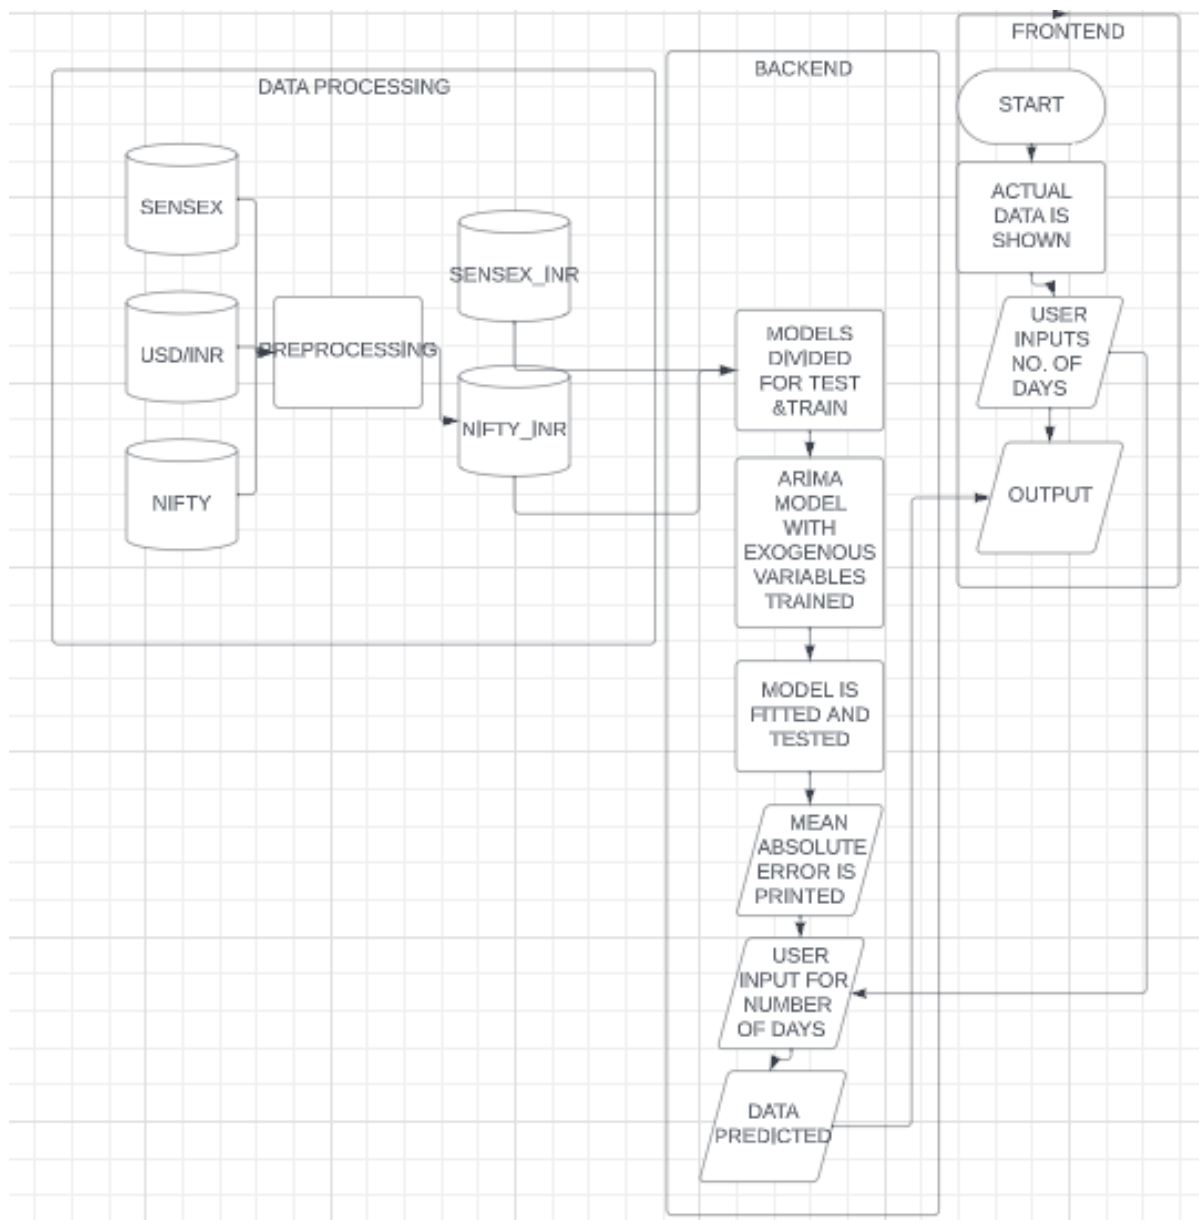 DATA PROCESSING
SENSEX
USD/INR
NIFTY
PREPROCESSING
SENSEX_INR
NIFTY_INR
BACKEND
MODELS
DIVIDED
FOR TEST
&TRAIN
ARIMA
MODEL
WITH
EXOGENOUS
VARIABLES
TRAINED
MODEL IS
FITTED AND
TESTED
MEAN
ABSOLUTE
ERROR IS
PRINTED
USER
INPUT FOR
NUMBER
OF DAYS
DATA
PREDICTED
FRONTEND
START
ACTUAL
DATA IS
SHOWN
USER
INPUTS
NO. OF
DAYS
OUTPUT